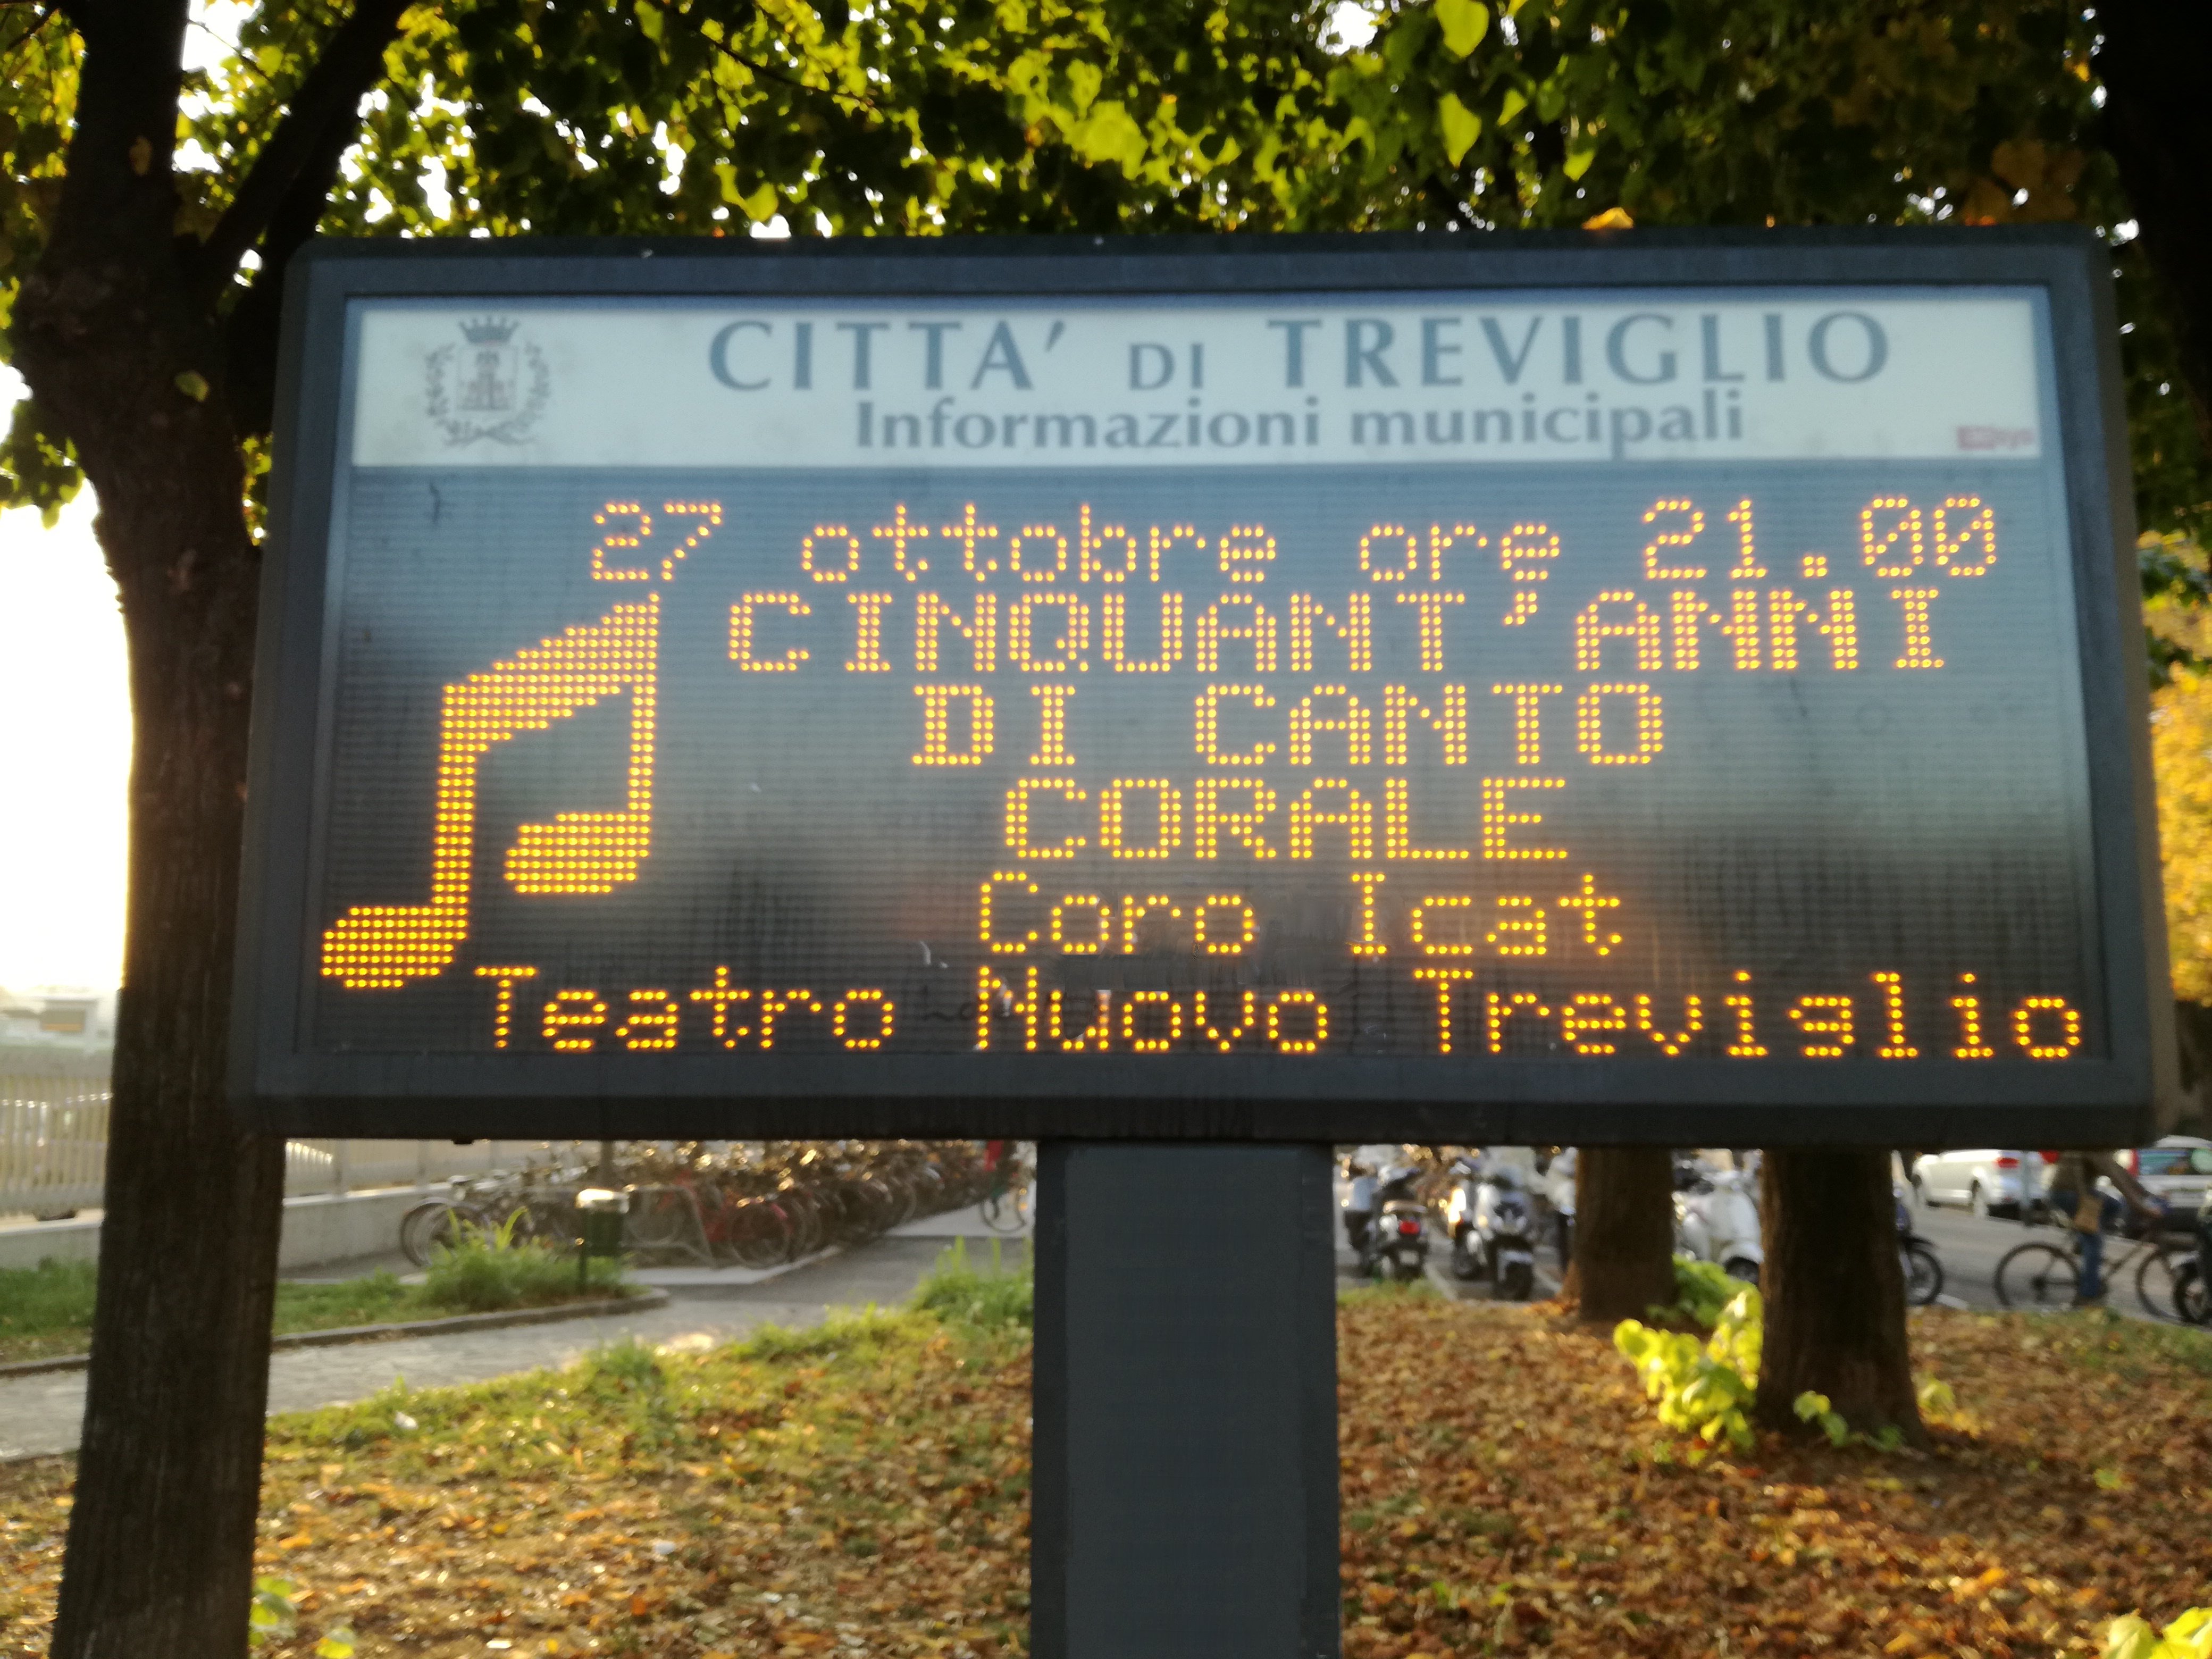 CITTA' DI TREVIGLIO
Informazioni municipali
27 ottobre ore 21.00
CINQUANT'ANNI
DI CANTO
CORALE
Coro Icat
Teatro Nuovo Treviglio